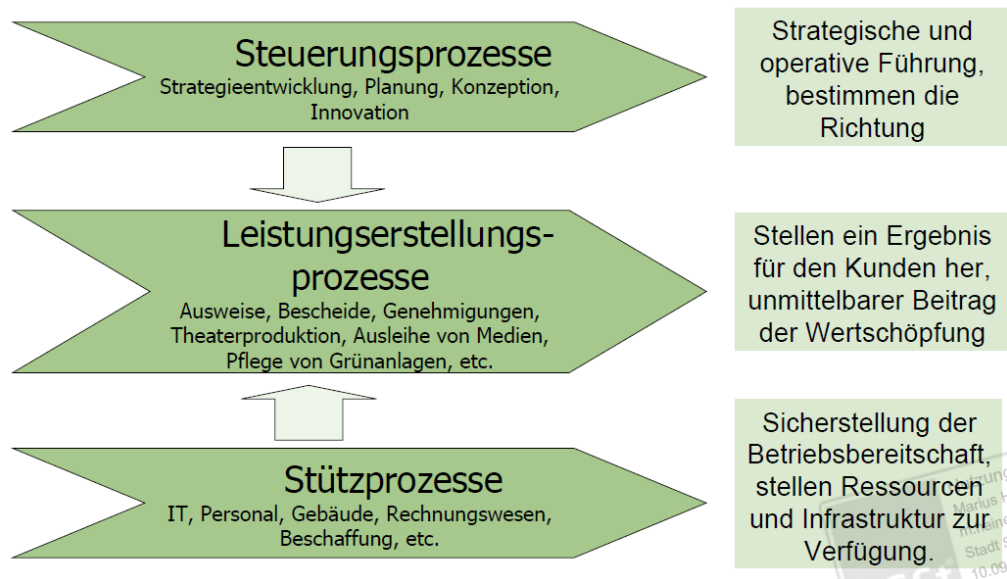 Steuerungsprozesse
Strategieentwicklung, Planung, Konzeption,
Innovation
Strategische und
operative Führung,
bestimmen die
Richtung
Leistungserstellungs-
prozesse
Ausweise, Bescheide, Genehmigungen,
Theaterproduktion, Ausleihe von Medien,
Pflege von Grünanlagen, etc.
Stellen ein Ergebnis
für den Kunden her,
unmittelbarer Beitrag
der Wertschöpfung
Stützprozesse
IT, Personal, Gebäude, Rechnungswesen,
Beschaffung, etc.
Sicherstellung der
Betriebsbereitschaft,
stellen Ressourcen
und Infrastruktur zur
Verfügung.
Marius
Stadt